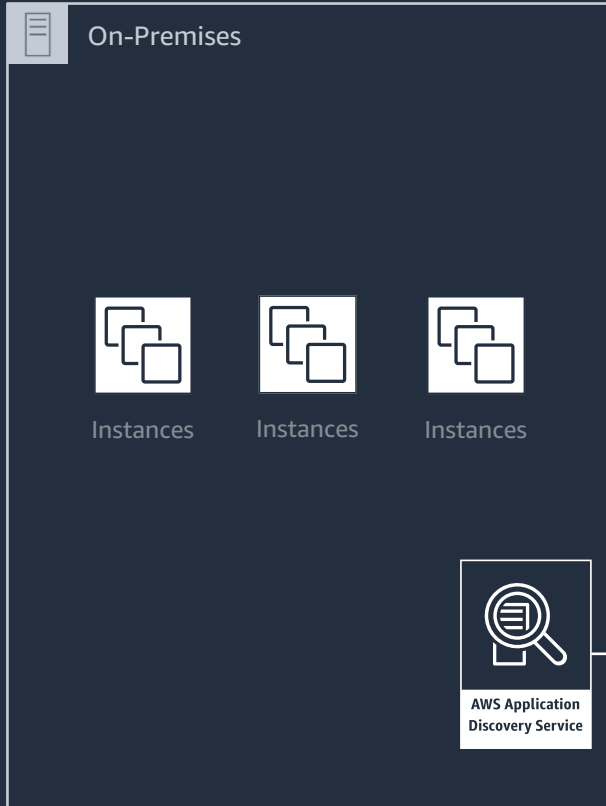 On-Premises
Instances
Instances
Instances
AWS Application
Discovery Service